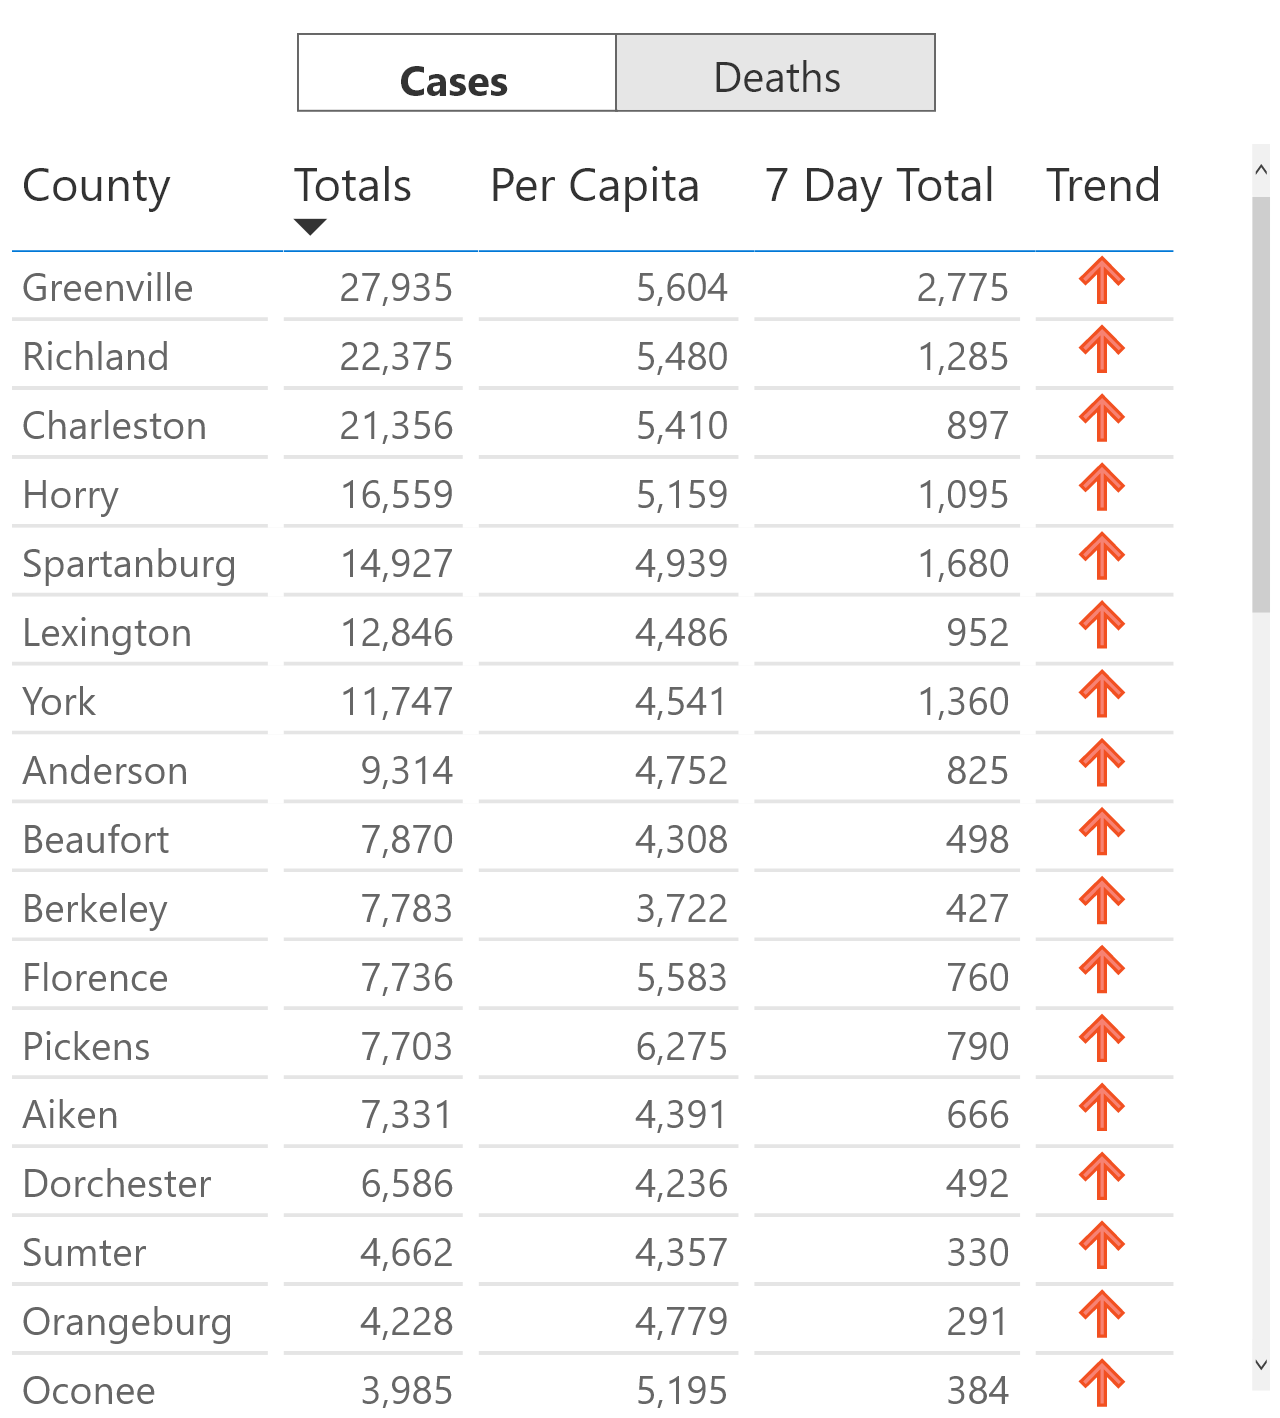 Cases Deaths
County Totals Per Capita 7 Day Total Trend
Greenville 27,935 5,604 2,775
Richland 22,375 5,480 1,285
Charleston 21,356 5,410 897
Horry 16,559 5,159 1,095
Spartanburg 14,927 4,939 1,680
Lexington 12,846 4,486 952
York 11,747 4,541 1,360
Anderson 9,314 4,752 825
Beaufort 7,870 4,308 498
Berkeley 7,783 3,722 427
Florence 7,736 5,583 760
Pickens 7,703 6,275 790
Aiken 7,331 4,391 666
Dorchester 6,586 4,236 492
Sumter 4,662 4,357 330
Orangeburg 4,228 4,779 291
Oconee 3,985 5,195 384